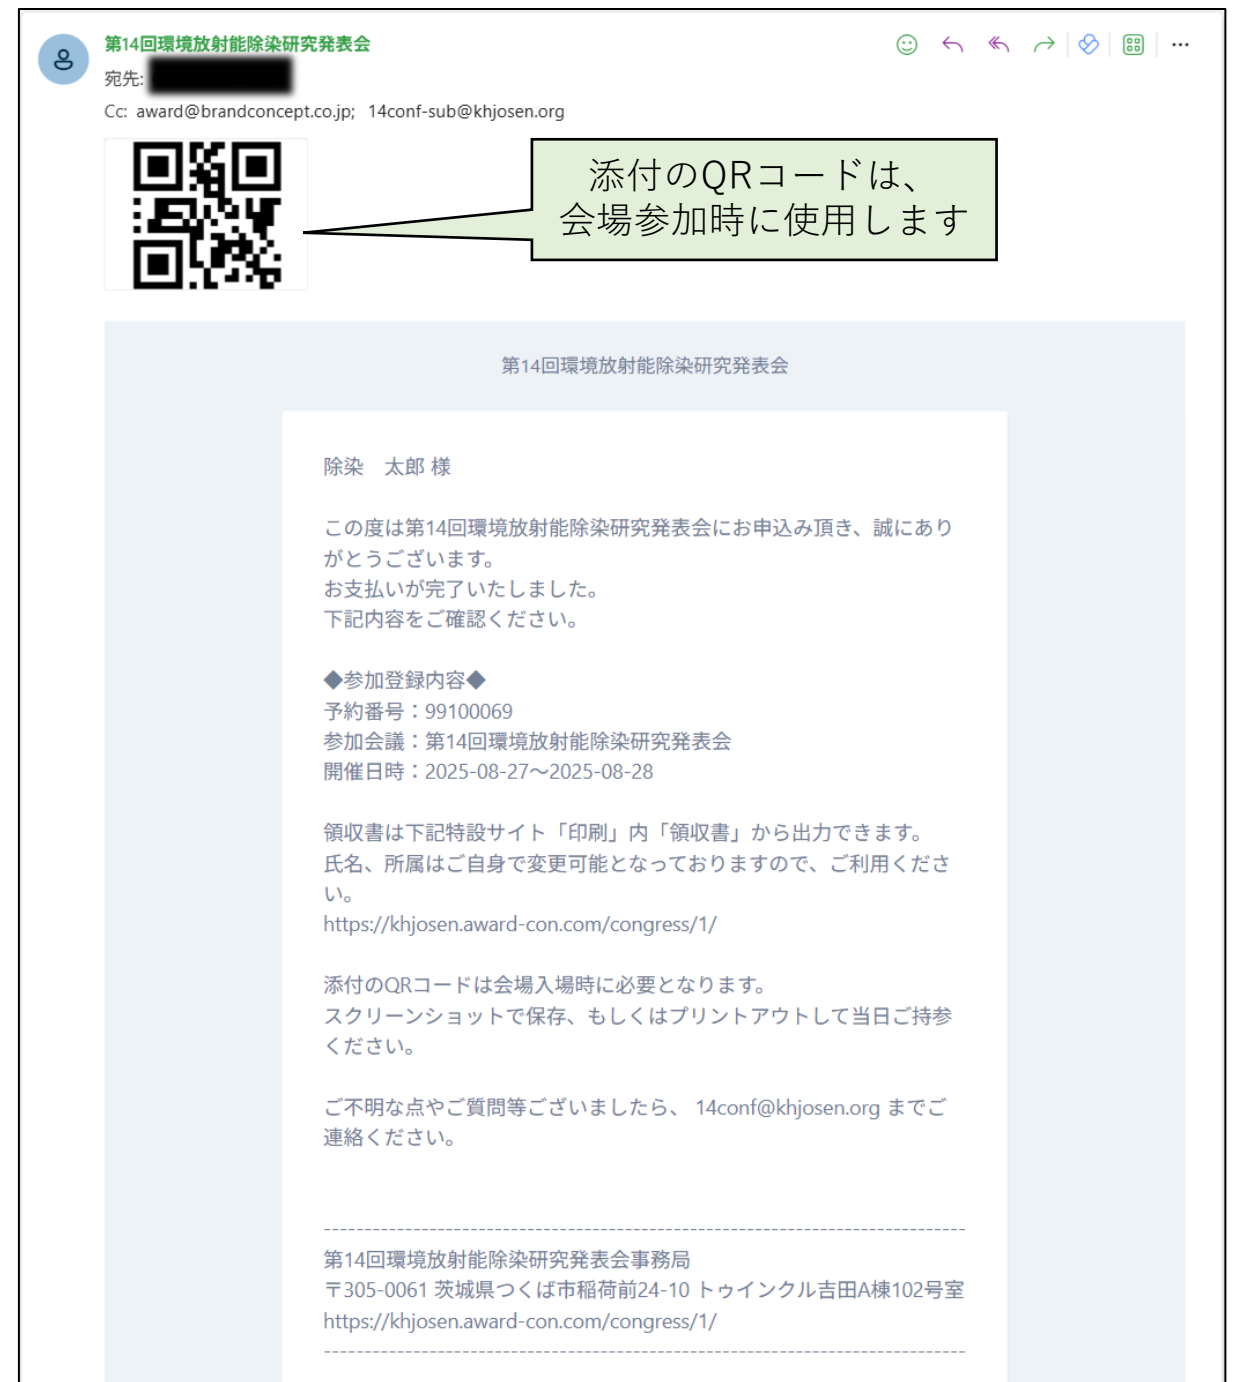 第14回環境放射能除染研究発表会
宛先:
Cc: award@brandconcept.co.jp; 14conf-sub@khjosen.org
添付のQRコードは、
会場参加時に使用します
第14回環境放射能除染研究発表会
除染　太郎 様
この度は第14回環境放射能除染研究発表会にお申込み頂き、誠にあり
がとうございます。
お支払いが完了いたしました。
下記内容をご確認ください。
◆参加登録内容◆
予約番号：99100069
参加会議：第14回環境放射能除染研究発表会
開催日時：2025-08-27～2025-08-28
領収書は下記特設サイト「印刷」内「領収書」から出力できます。
氏名、所属はご自身で変更可能となっておりますので、ご利用くださ
い。
https://khjosen.award-con.com/congress/1/
添付のQRコードは会場入場時に必要となります。
スクリーンショットで保存、もしくはプリントアウトして当日ご持参
ください。
ご不明な点やご質問等ございましたら、 14conf@khjosen.org までご
連絡ください。
--------------------------------------------------------------------------------
第14回環境放射能除染研究発表会事務局
〒305-0061 茨城県つくば市稲荷前24-10 トゥインクル吉田A棟102号室
https://khjosen.award-con.com/congress/1/
--------------------------------------------------------------------------------